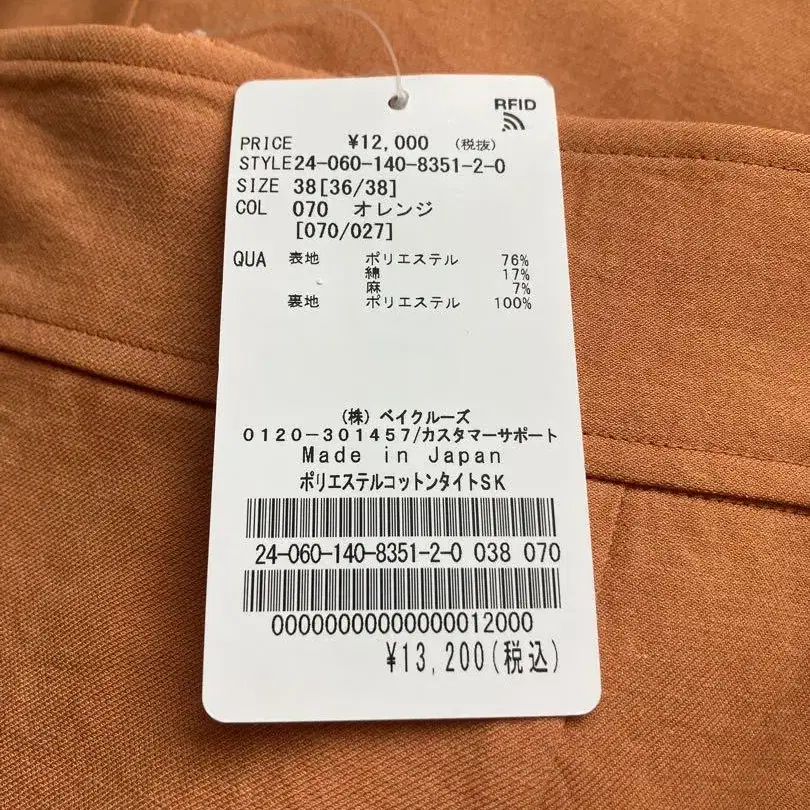 RFID
PRICE ¥12,000 (税抜)
STYLE24-060-140-8351-2-0
SIZE 38[36/38]
COL 070 オレンジ
[070/027]
QUA 表地 ポリエステル 76%
綿 17%
麻 7%
裏地 ポリエステル 100%
(株) ベイクルーズ
0120-301457/カスタマーサポート
Made in Japan
ポリエステルコットンタイトSK
24-060-140-8351-2-0 038 070
00000000000000012000
¥13,200(税込)